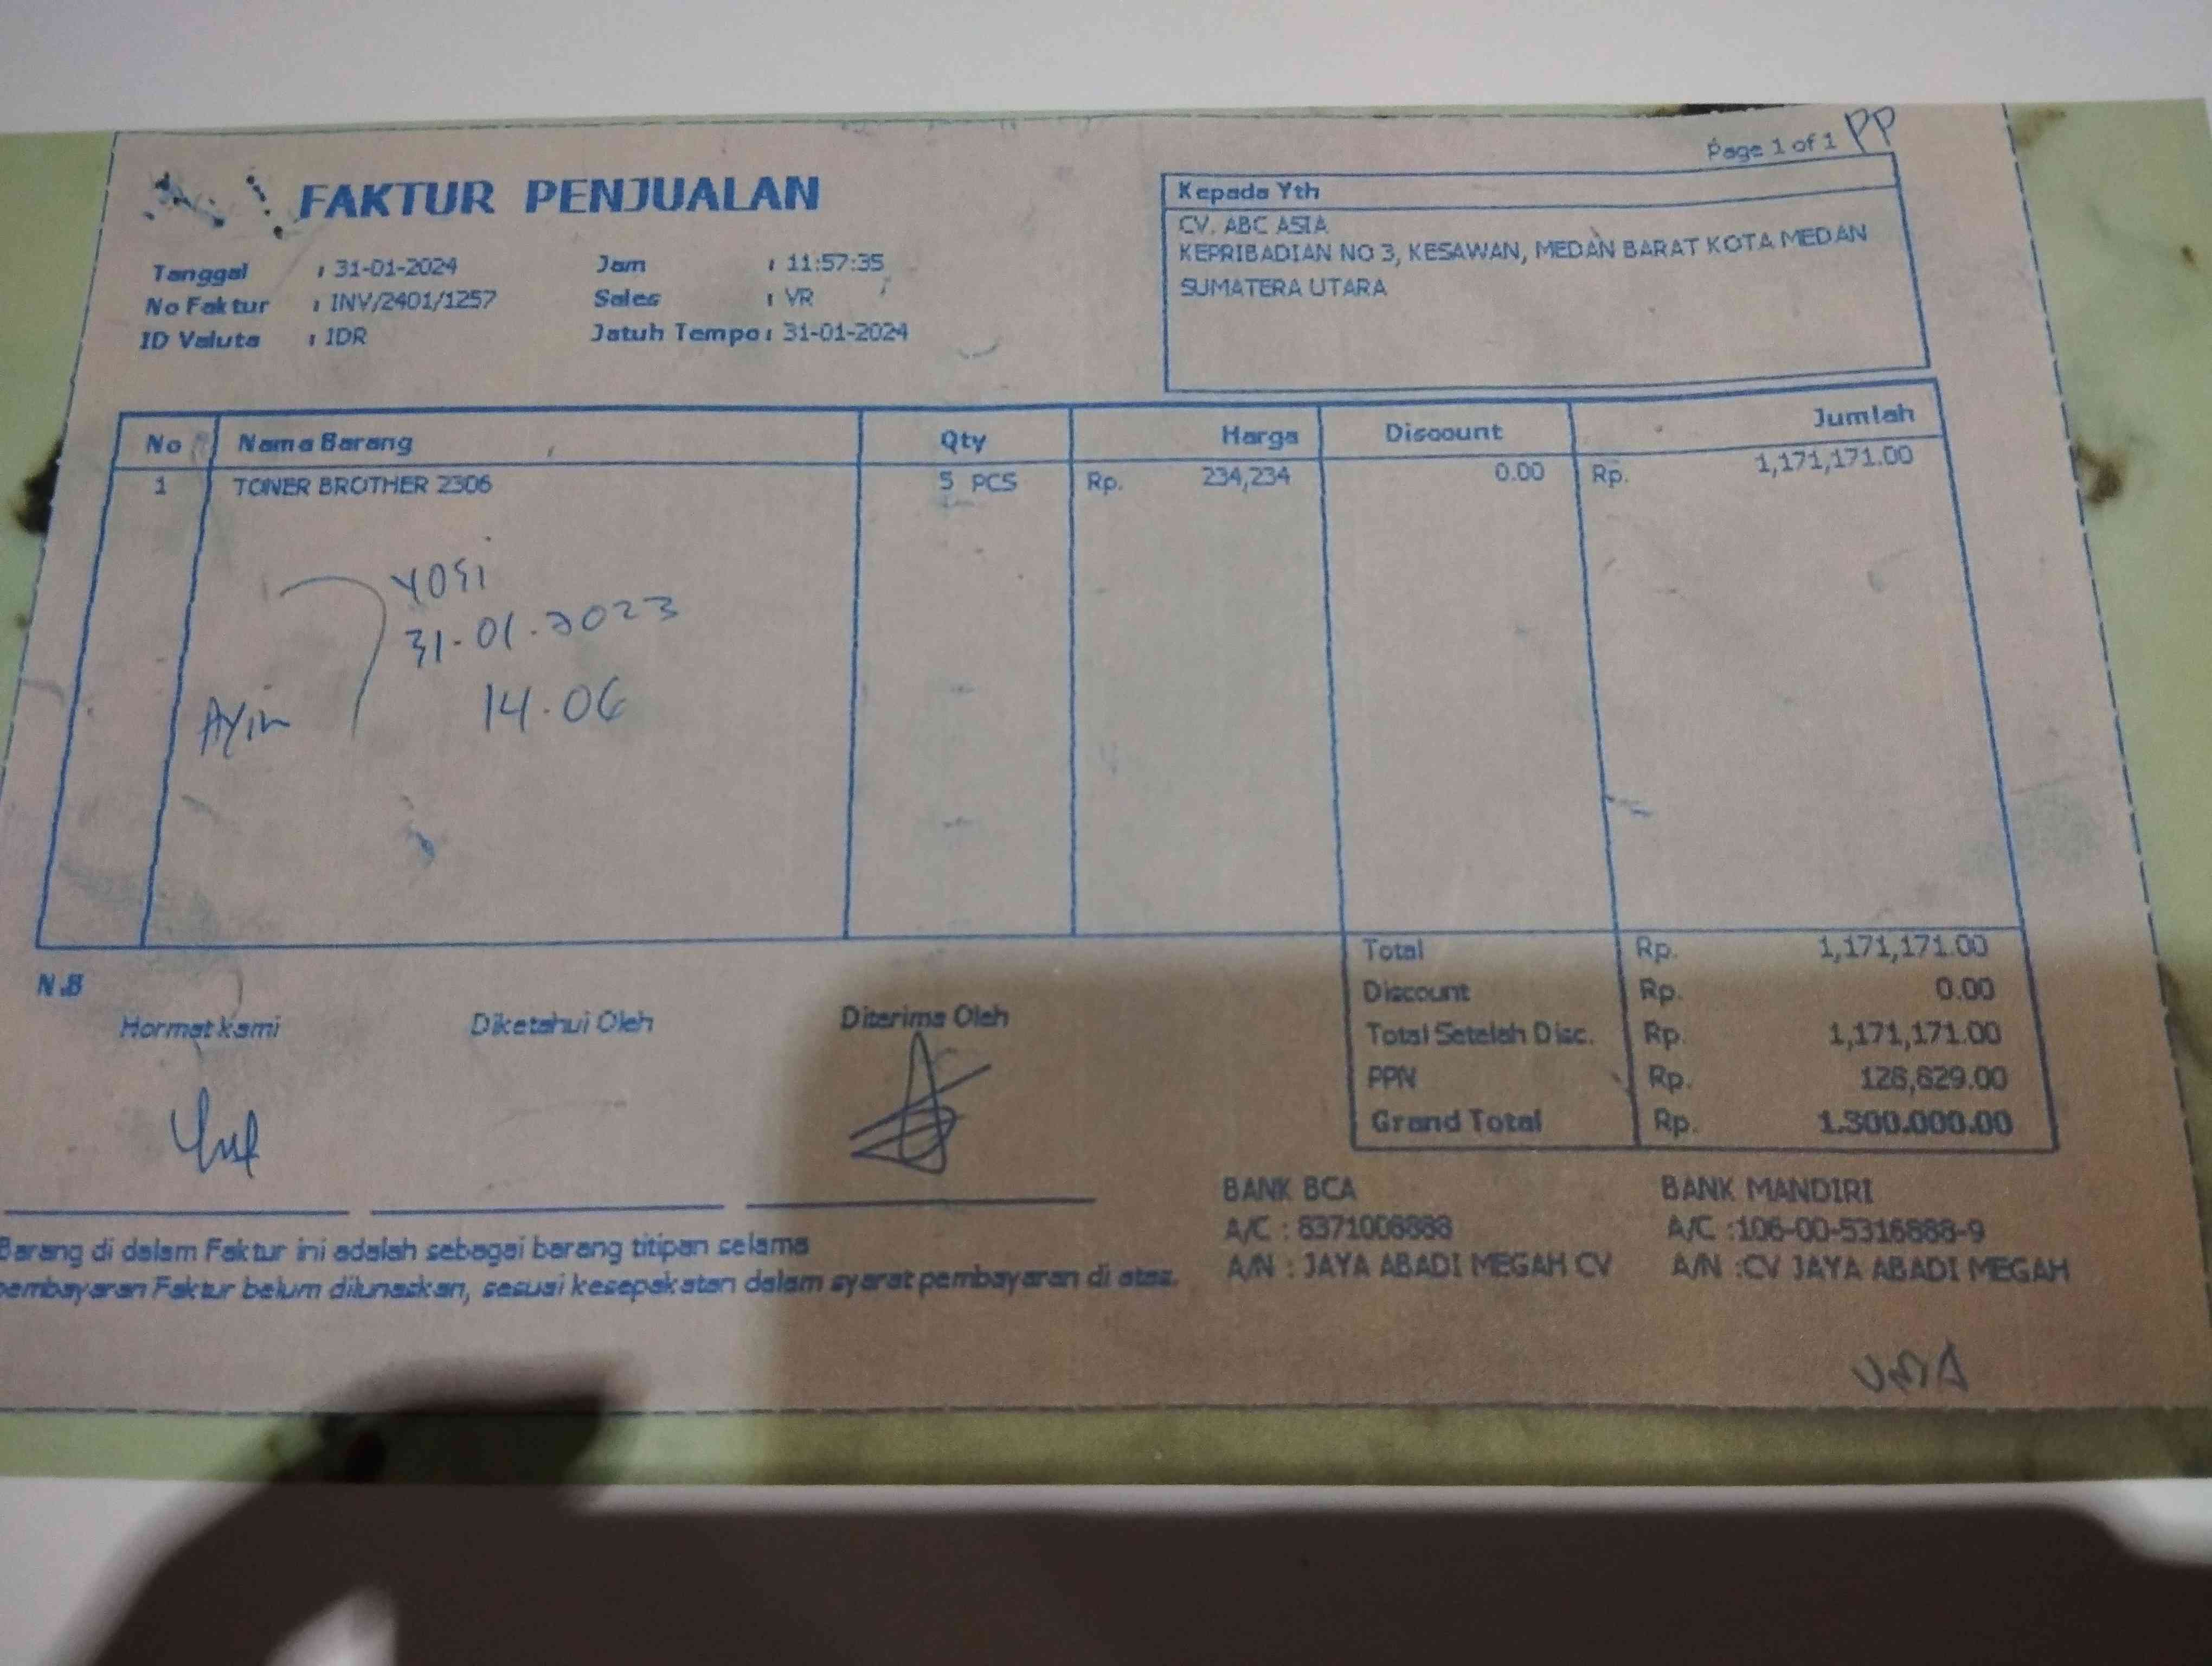 Page 1 of 1 PP
FAKTUR PENJUALAN
Tanggal : 31-01-2024 Jam : 11:57:35
No Faktur : INV/2401/1257 Sales : VR
ID Valuta : IDR Jatuh Tempo : 31-01-2024
Kepada Yth
CV. ABC ASIA
KEPRIBADIAN NO 3, KESAWAN, MEDAN BARAT KOTA MEDAN
SUMATERA UTARA
No Nama Barang Qty Harga Discount Jumlah
1 TONER BROTHER 2306 5 PCS Rp. 234,234 0.00 Rp. 1,171,171.00
YOSi
31-01-2023
Ayin 14.06
Total Rp. 1,171,171.00
Discount Rp. 0.00
Total Setelah Disc. Rp. 1,171,171.00
PPN Rp. 128,829.00
Grand Total Rp. 1.300.000.00
N.B
Hormat kami Diketahui Oleh Diterima Oleh
BANK BCA
A/C : 8371008888
A/N : JAYA ABADI MEGAH CV
BANK MANDIRI
A/C :106-00-5316888-9
A/N :CV JAYA ABADI MEGAH
Barang di dalam Faktur ini adalah sebagai barang titipan selama
pembayaran Faktur belum dilunaskan, sesuai kesepakatan dalam syarat pembayaran di atas.